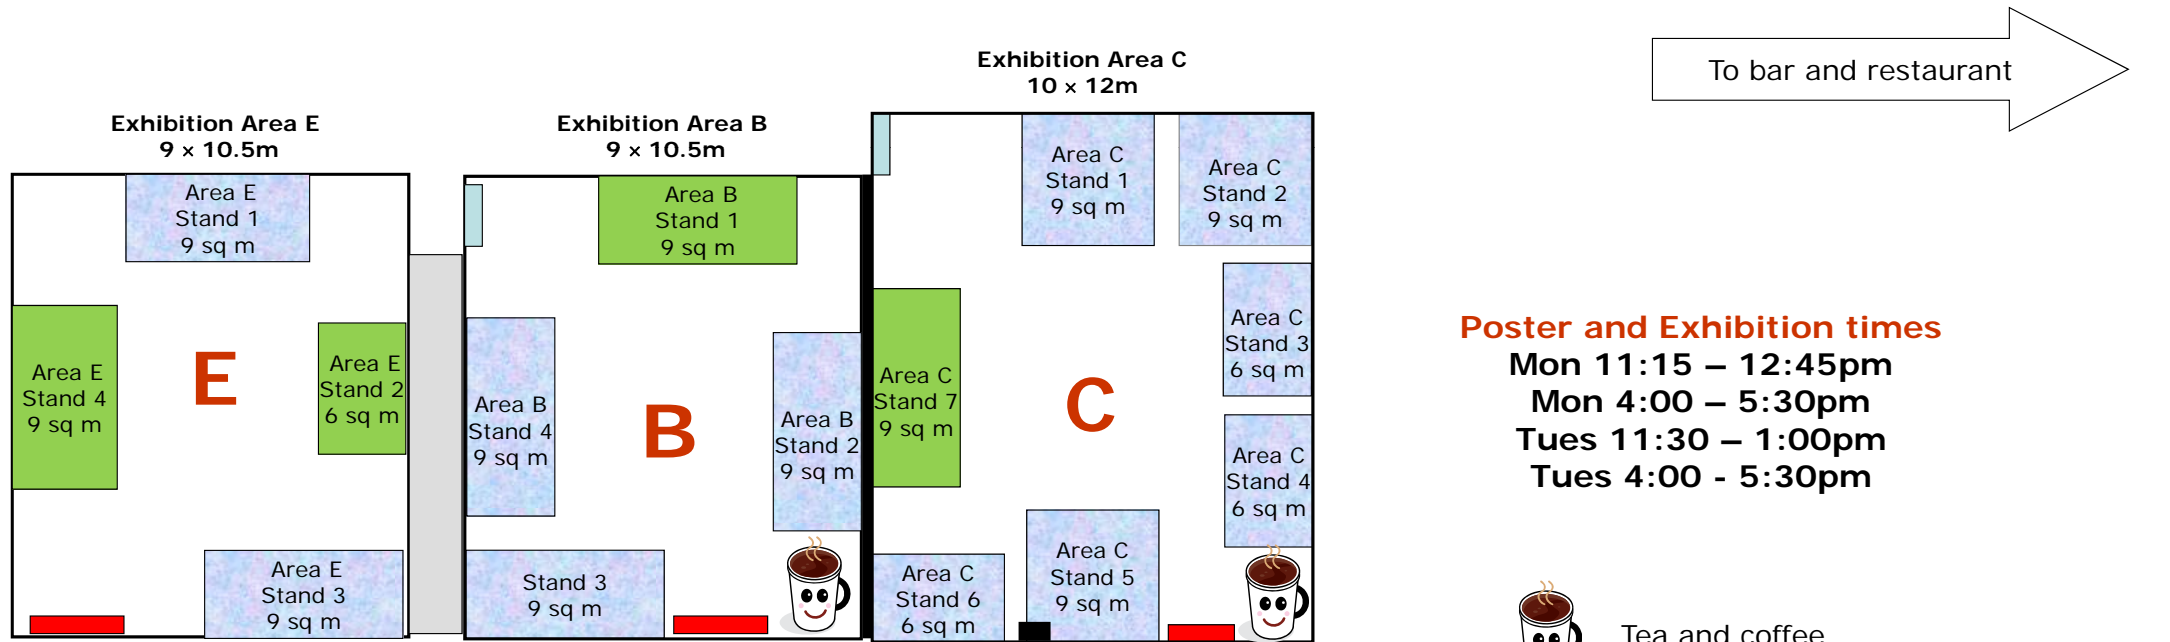 Exhibition Area C
10 × 12m
To bar and restaurant
Exhibition Area E
9 × 10.5m
Exhibition Area B
9 × 10.5m
Area E
Stand 1
9 sq m
Area B
Stand 1
9 sq m
Area C
Stand 1
9 sq m
Area C
Stand 2
9 sq m
Area E
Stand 4
9 sq m
E
Area E
Stand 2
6 sq m
Area B
Stand 4
9 sq m
B
Area B
Stand 2
9 sq m
Area C
Stand 7
9 sq m
C
Area C
Stand 3
6 sq m
Area C
Stand 4
6 sq m
Area E
Stand 3
9 sq m
Stand 3
9 sq m
Area C
Stand 6
6 sq m
Area C
Stand 5
9 sq m
Poster and Exhibition times
Mon 11:15 – 12:45pm
Mon 4:00 – 5:30pm
Tues 11:30 – 1:00pm
Tues 4:00 - 5:30pm
Tea and coffee